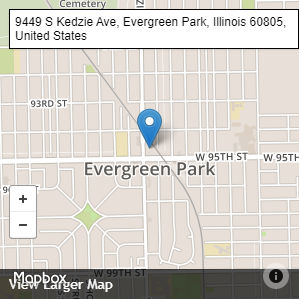 Cemetery
9449 S Kedzie Ave, Evergreen Park, Illinois 60805,
United States
93RD ST
W 95TH ST
Evergreen Park
+
−
W 99TH ST
Mapbox
View Larger Map
i